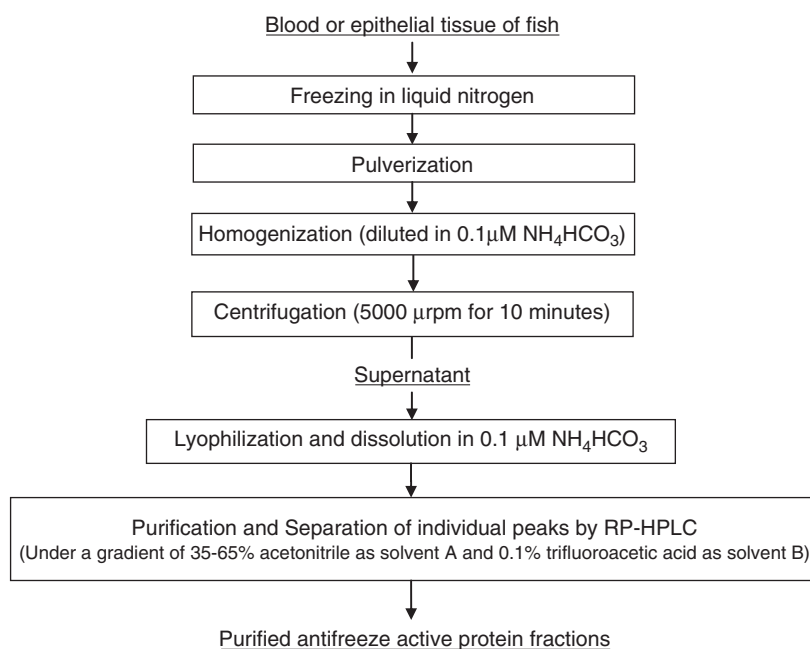 Blood or epithelial tissue of fish
Freezing in liquid nitrogen
Pulverization
Homogenization (diluted in 0.1μM NH₄HCO₃)
Centrifugation (5000 μrpm for 10 minutes)
Supernatant
Lyophilization and dissolution in 0.1 μM NH₄HCO₃
Purification and Separation of individual peaks by RP-HPLC
(Under a gradient of 35-65% acetonitrile as solvent A and 0.1% trifluoroacetic acid as solvent B)
Purified antifreeze active protein fractions